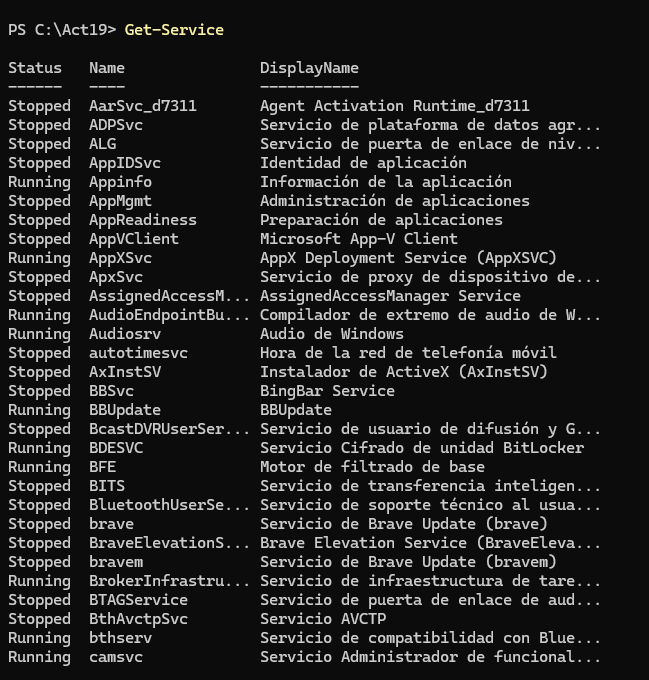 PS C:\Act19> Get-Service
Status Name DisplayName
------ ---- -----------
Stopped AarSvc_d7311 Agent Activation Runtime_d7311
Stopped ADPSvc Servicio de plataforma de datos agr...
Stopped ALG Servicio de puerta de enlace de niv...
Stopped AppIDSvc Identidad de aplicación
Running Appinfo Información de la aplicación
Stopped AppMgmt Administración de aplicaciones
Stopped AppReadiness Preparación de aplicaciones
Stopped AppVClient Microsoft App-V Client
Running AppXSvc AppX Deployment Service (AppXSVC)
Stopped ApxSvc Servicio de proxy de dispositivo de...
Stopped AssignedAccessM... AssignedAccessManager Service
Running AudioEndpointBu... Compilador de extremo de audio de W...
Running Audiosrv Audio de Windows
Stopped autotimesvc Hora de la red de telefonía móvil
Stopped AxInstSV Instalador de ActiveX (AxInstSV)
Stopped BBSvc BingBar Service
Running BBUpdate BBUpdate
Stopped BcastDVRUserSer... Servicio de usuario de difusión y G...
Running BDESVC Servicio Cifrado de unidad BitLocker
Running BFE Motor de filtrado de base
Stopped BITS Servicio de transferencia inteligen...
Stopped BluetoothUserSe... Servicio de soporte técnico al usua...
Stopped brave Servicio de Brave Update (brave)
Stopped BraveElevationS... Brave Elevation Service (BraveEleva...
Stopped bravem Servicio de Brave Update (bravem)
Running BrokerInfrastru... Servicio de infraestructura de tare...
Stopped BTAGService Servicio de puerta de enlace de aud...
Stopped BthAvctpSvc Servicio AVCTP
Running bthserv Servicio de compatibilidad con Blue...
Running camsvc Servicio Administrador de funcional...